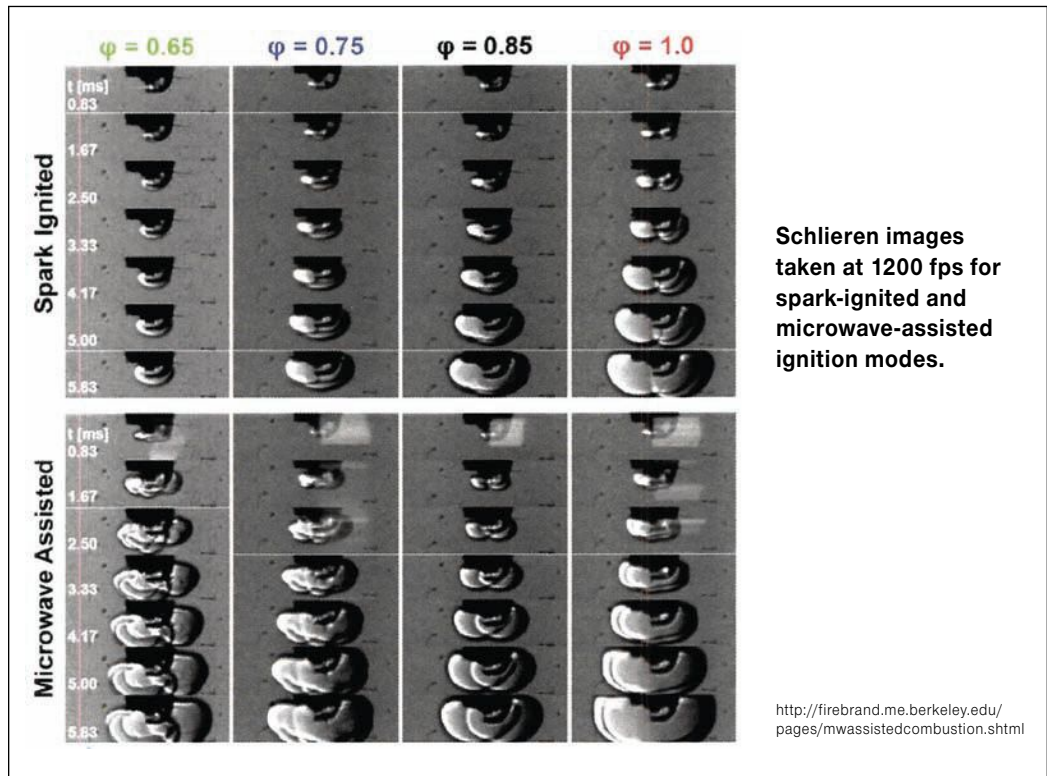 φ = 0.65 φ = 0.75 φ = 0.85 φ = 1.0
Spark Ignited
t [ms]
0.83
1.67
2.50
3.33
4.17
5.00
5.83
Microwave Assisted
t [ms]
0.83
1.67
2.50
3.33
4.17
5.00
5.83
Schlieren images
taken at 1200 fps for
spark-ignited and
microwave-assisted
ignition modes.
http://firebrand.me.berkeley.edu/
pages/mwassistedcombustion.shtml